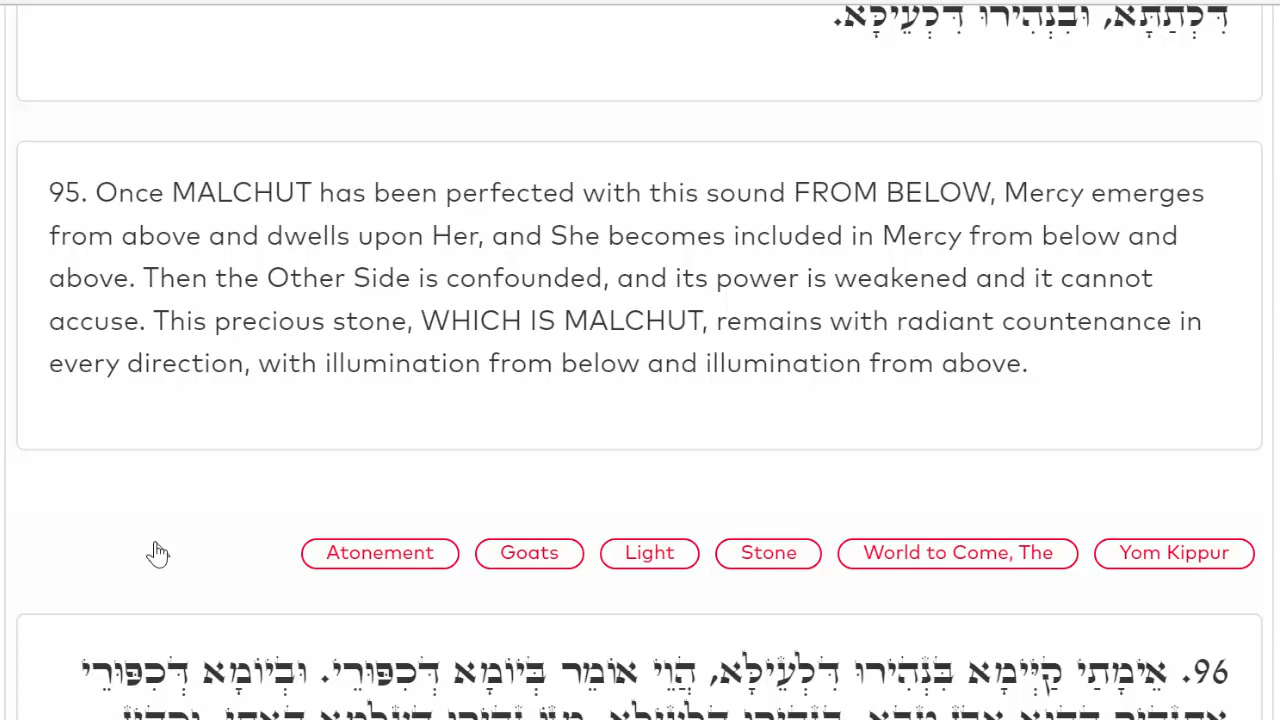 דִּלְתַתָּא, וּבִנְהִירוּ דִּלְעֵילָּא.
95. Once MALCHUT has been perfected with this sound FROM BELOW, Mercy emerges
from above and dwells upon Her, and She becomes included in Mercy from below and
above. Then the Other Side is confounded, and its power is weakened and it cannot
accuse. This precious stone, WHICH IS MALCHUT, remains with radiant countenance in
every direction, with illumination from below and illumination from above.
Atonement Goats Light Stone World to Come, The Yom Kippur
96. אֵימָתַי קַיְּימָא בִּנְהִירוּ דִּלְעֵילָּא, הֲוֵי אוֹמֵר בְּיוֹמָא דְּכִפּוּרֵי. וּבְיוֹמָא דְּכִפּוּרֵי